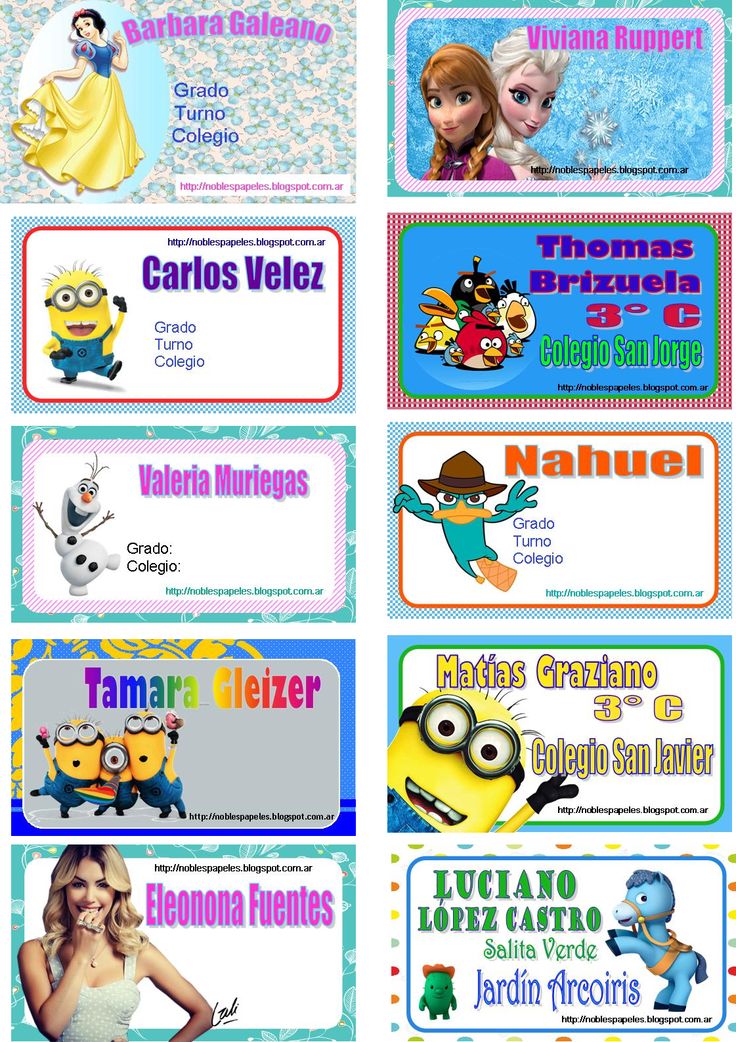 Barbara Galeano
Grado
Turno
Colegio
http://noblespapeles.blogspot.com.ar
Viviana Ruppert
http://noblespapeles.blogspot.com.ar
http://noblespapeles.blogspot.com.ar
Carlos Velez
Grado
Turno
Colegio
Thomas
Brizuela
3° C
Colegio San Jorge
http://noblespapeles.blogspot.com.ar
Valeria Muriegas
Grado:
Colegio:
http://noblespapeles.blogspot.com.ar
Nahuel
Grado
Turno
Colegio
http://noblespapeles.blogspot.com.ar
Tamara Gleizer
http://noblespapeles.blogspot.com.ar
Matías Graziano
3° C
Colegio San Javier
http://noblespapeles.blogspot.com.ar
http://noblespapeles.blogspot.com.ar
Eleonona Fuentes
Lali
LUCIANO
LÓPEZ CASTRO
Salita Verde
Jardín Arcoiris
http://noblespapeles.blogspot.com.ar